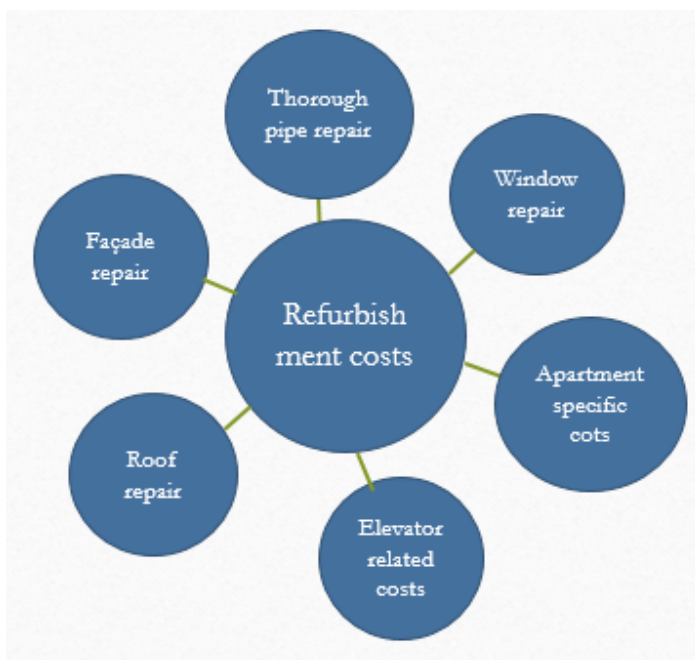 Thorough
pipe repair
Window
repair
Façade
repair
Refurbish
ment costs
Apartment
specific
cots
Roof
repair
Elevator
related
costs